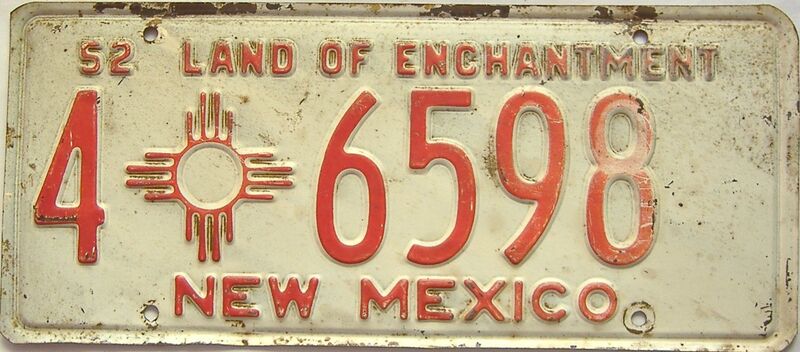 52 LAND OF ENCHANTMENT
4 6598
NEW MEXICO